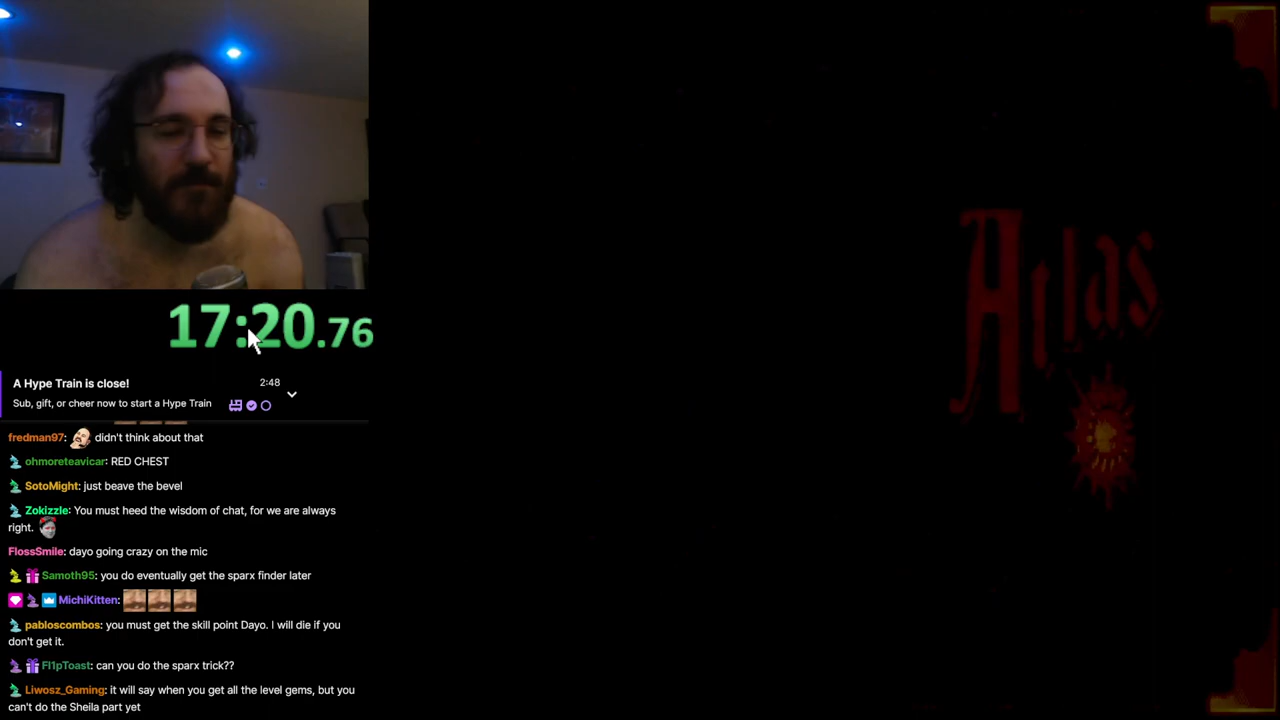 Atlas
17:20.76
A Hype Train is close!
2:48
Sub, gift, or cheer now to start a Hype Train
fredman97: didn't think about that
ohmoreteavicar: RED CHEST
SotoMight: just beave the bevel
Zokizzle: You must heed the wisdom of chat, for we are always
right.
FlossSmile: dayo going crazy on the mic
Samoth95: you do eventually get the sparx finder later
MichiKitten:
pabloscombos: you must get the skill point Dayo. I will die if you
don't get it.
Fl1pToast: can you do the sparx trick??
Liwosz_Gaming: it will say when you get all the level gems, but you
can't do the Sheila part yet